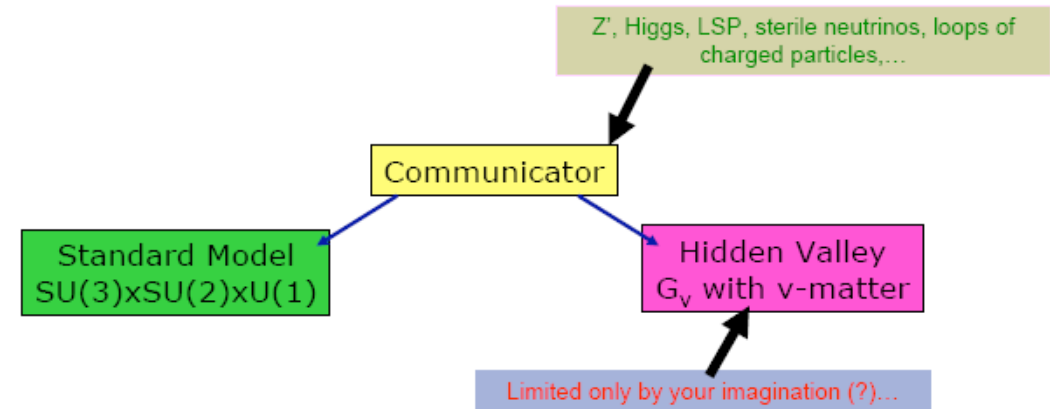 Z', Higgs, LSP, sterile neutrinos, loops of
charged particles,...
Communicator
Standard Model
SU(3)xSU(2)xU(1)
Hidden Valley
Gv with v-matter
Limited only by your imagination (?)...